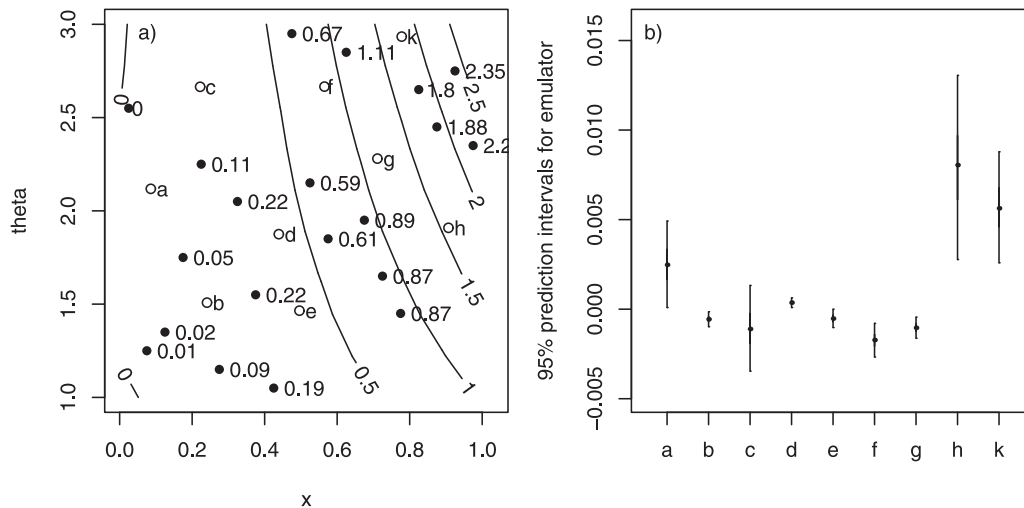 a)
3.0
2.5
2.0
1.5
1.0
theta
0.67
1.11
k
2.35
1.8
2.5
1.88
2.2
2
c
f
0
0
0.11
g
a
0.22
0.59
0.89
h
d
0.61
0.05
0.87
1.5
b
0.22
e
0.87
0.02
0.01
0.09
0.5
1
0
0.19
0.0
0.2
0.4
0.6
0.8
1.0
x
b)
95% prediction intervals for emulator
0.015
0.010
0.005
0.000
−0.005
a b c d e f g h k